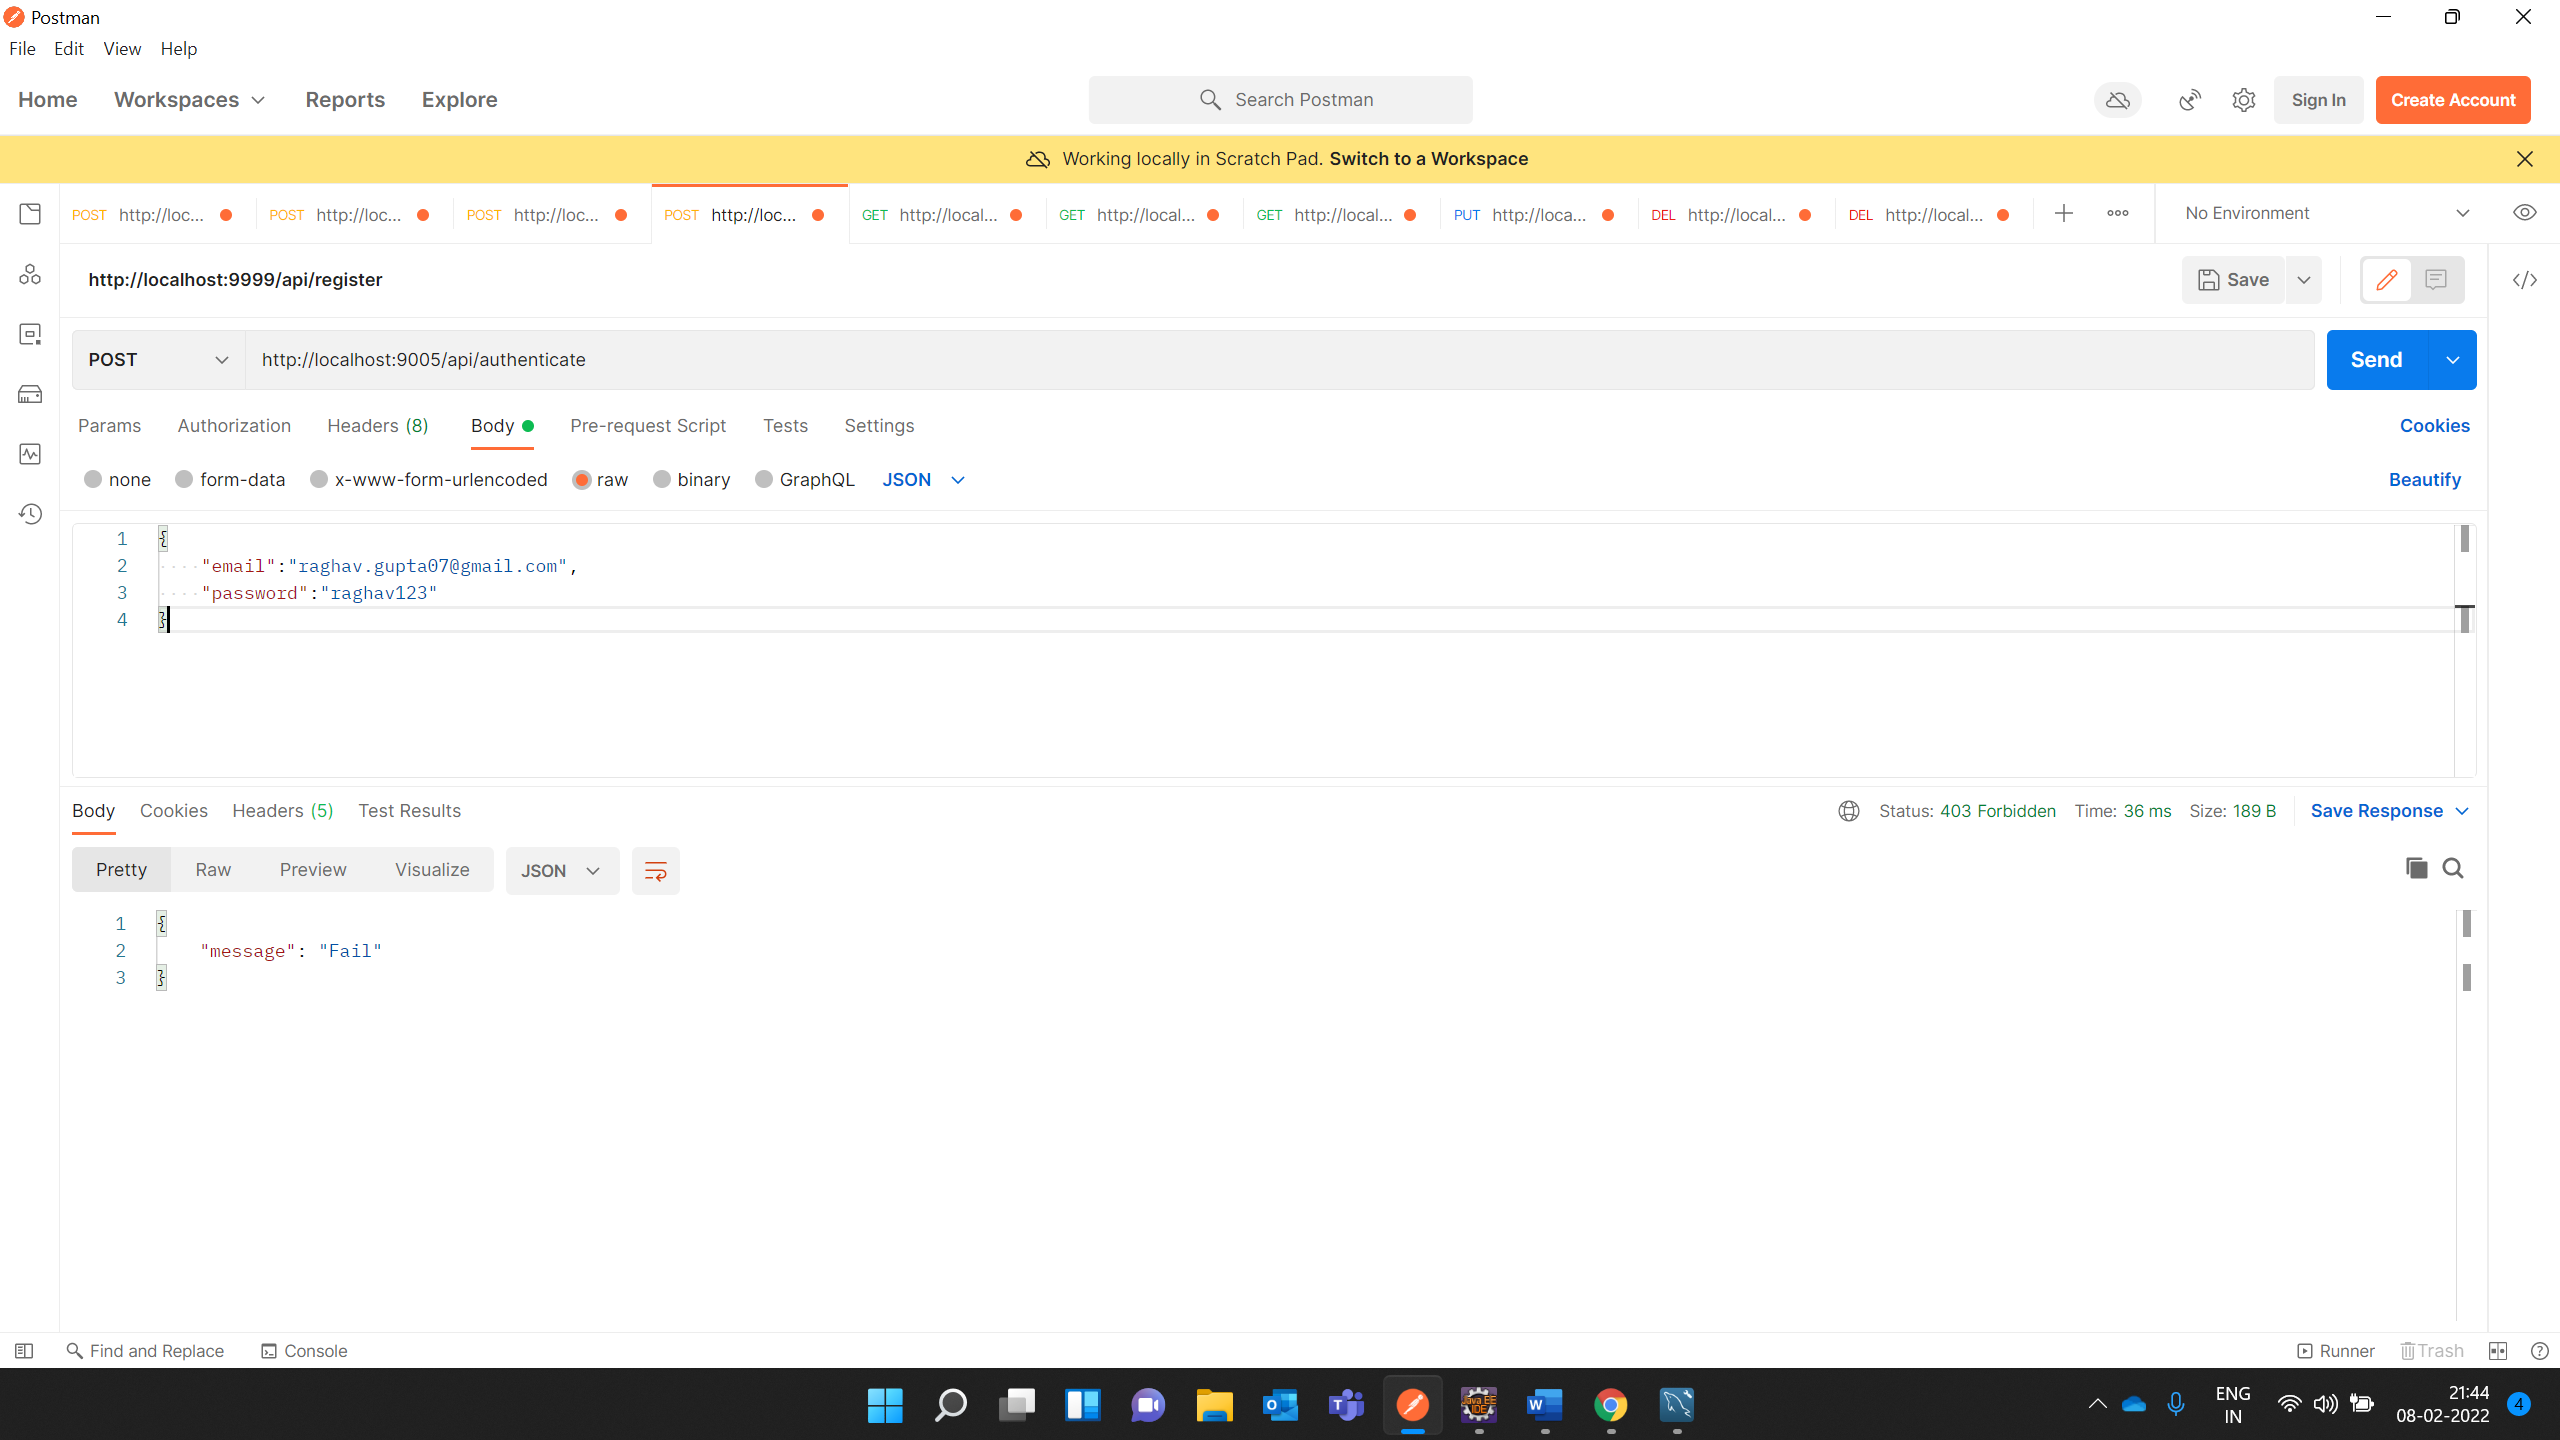 Postman
File Edit View Help
Home Workspaces Reports Explore Search Postman Sign In Create Account
Working locally in Scratch Pad. Switch to a Workspace
POST http://loc... POST http://loc... POST http://loc... POST http://loc... GET http://local... GET http://local... GET http://local... PUT http://loca... DEL http://local... DEL http://local... No Environment
http://localhost:9999/api/register Save
POST http://localhost:9005/api/authenticate Send
Params Authorization Headers (8) Body Pre-request Script Tests Settings Cookies
none form-data x-www-form-urlencoded raw binary GraphQL JSON Beautify
1 {
2 "email":"raghav.gupta07@gmail.com",
3 "password":"raghav123"
4 }
Body Cookies Headers (5) Test Results Status: 403 Forbidden Time: 36 ms Size: 189 B Save Response
Pretty Raw Preview Visualize JSON
1 {
2 "message": "Fail"
3 }
Find and Replace Console Runner Trash
Java EE
IDE
ENG
IN
21:44
08-02-2022
4